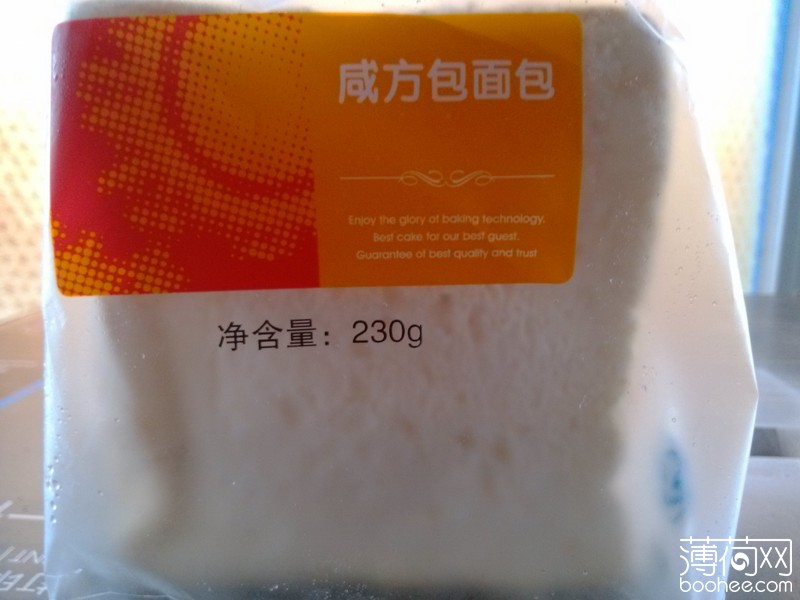 咸方包面包
Enjoy the glory of baking technology.
Best cake for our best guest.
Guarantee of best quality and trust
净含量：230g
薄荷网
boohee.com